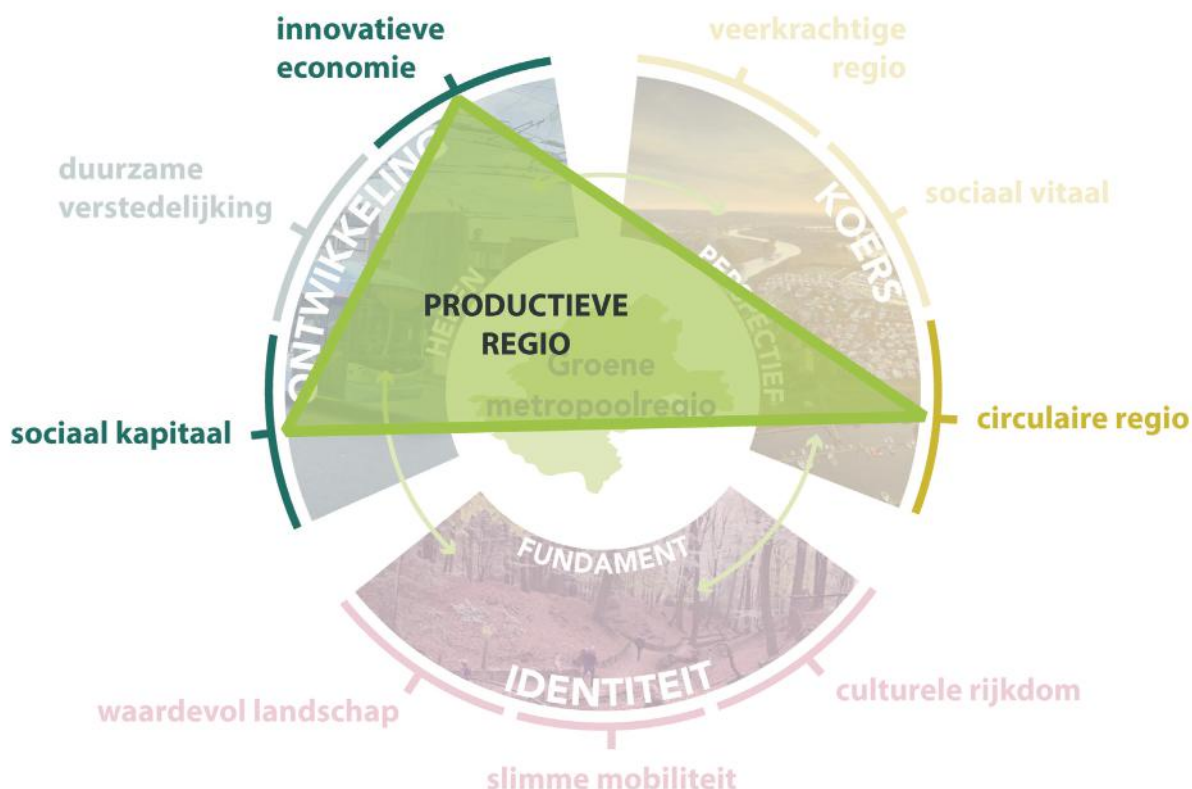 innovatieve
economie
veerkrachtige
regio
duurzame
verstedelijking
sociaal vitaal
ONTWIKKELING
KOERS
HEDEN
PERSPECTIEF
PRODUCTIEVE
REGIO
Groene
metropoolregio
sociaal kapitaal
circulaire regio
FUNDAMENT
IDENTITEIT
waardevol landschap
culturele rijkdom
slimme mobiliteit